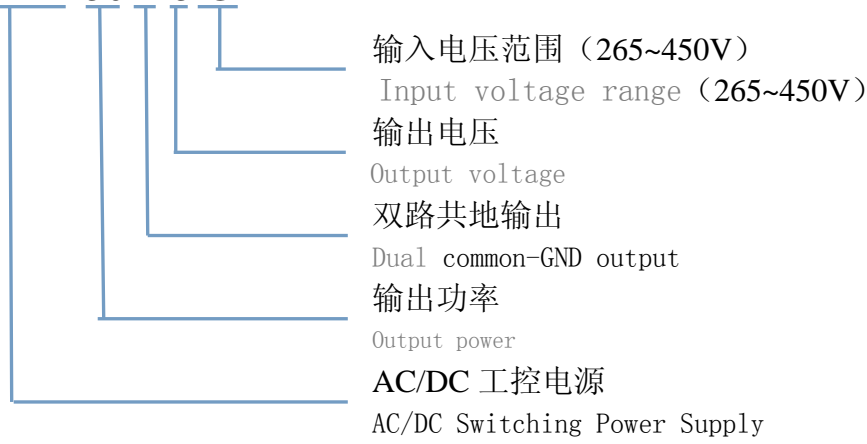 输入电压范围（265~450V）
Input voltage range（265~450V）
输出电压
Output voltage
双路共地输出
Dual common-GND output
输出功率
Output power
AC/DC 工控电源
AC/DC Switching Power Supply